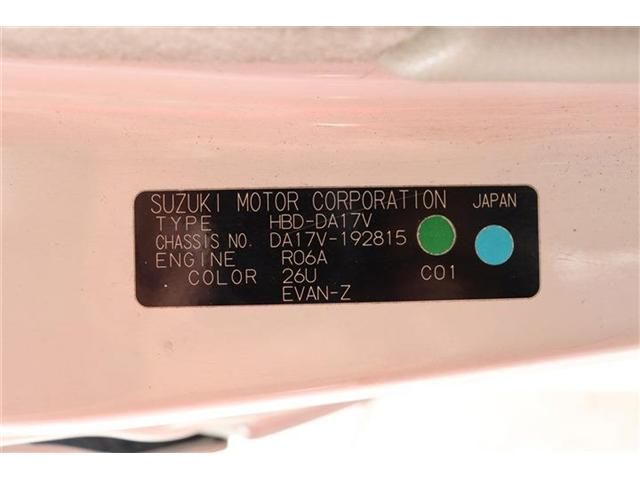 SUZUKI MOTOR CORPORATION JAPAN
TYPE HBD-DA17V
CHASSIS NO. DA17V-192815
ENGINE R06A
COLOR 26U C01
EVAN-Z